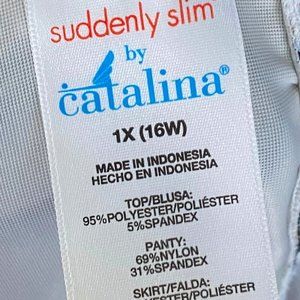 suddenly slim
by
catalina®
1X (16W)
MADE IN INDONESIA
HECHO EN INDONESIA
TOP/BLUSA:
95%POLYESTER/POLIÉSTER
5%SPANDEX
PANTY:
69%NYLON
31%SPANDEX
SKIRT/FALDA: